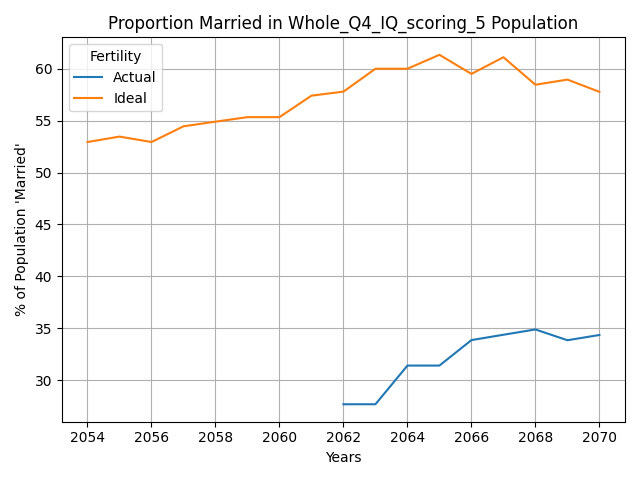 Proportion Married in Whole_Q4_IQ_scoring_5 Population
Fertility
Actual
Ideal
% of Population 'Married'
60
55
50
45
40
35
30
2054 2056 2058 2060 2062 2064 2066 2068 2070
Years